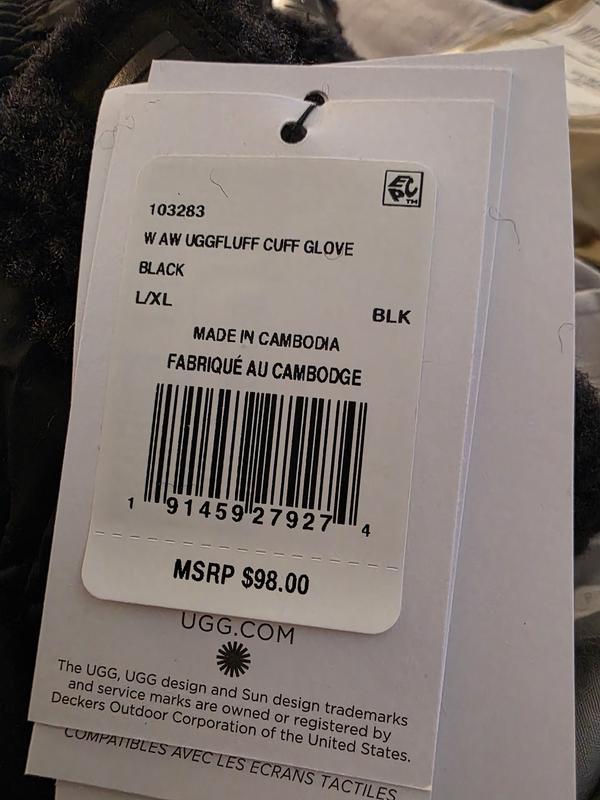 103283
W AW UGGFLUFF CUFF GLOVE
BLACK
L/XL
BLK
MADE IN CAMBODIA
FABRIQUÉ AU CAMBODGE
1 91459 27927 4
MSRP $98.00
UGG.COM
The UGG, UGG design and Sun design trademarks
and service marks are owned or registered by
Deckers Outdoor Corporation of the United States.
COMPATIBLES AVEC LES ECRANS TACTILES